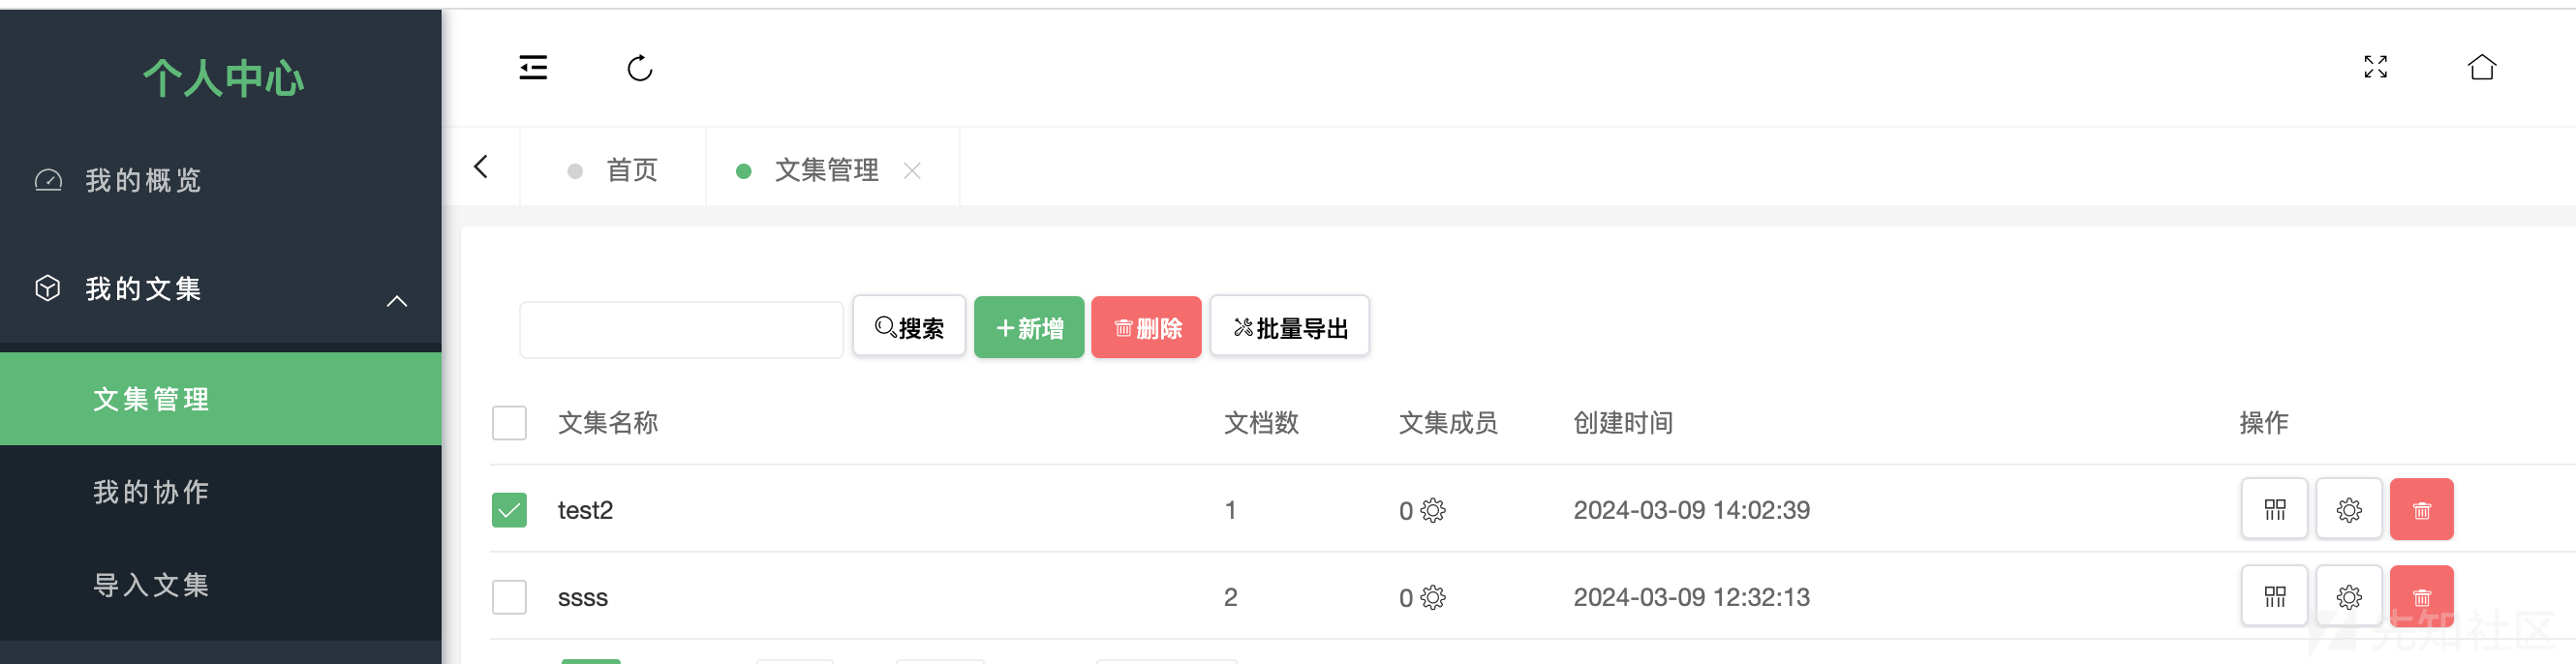 个人中心
我的概览
我的文集
文集管理
我的协作
导入文集
首页 文集管理
搜索 +新增 删除 批量导出
文集名称 文档数 文集成员 创建时间 操作
test2 1 0 2024-03-09 14:02:39
ssss 2 0 2024-03-09 12:32:13
先知社区